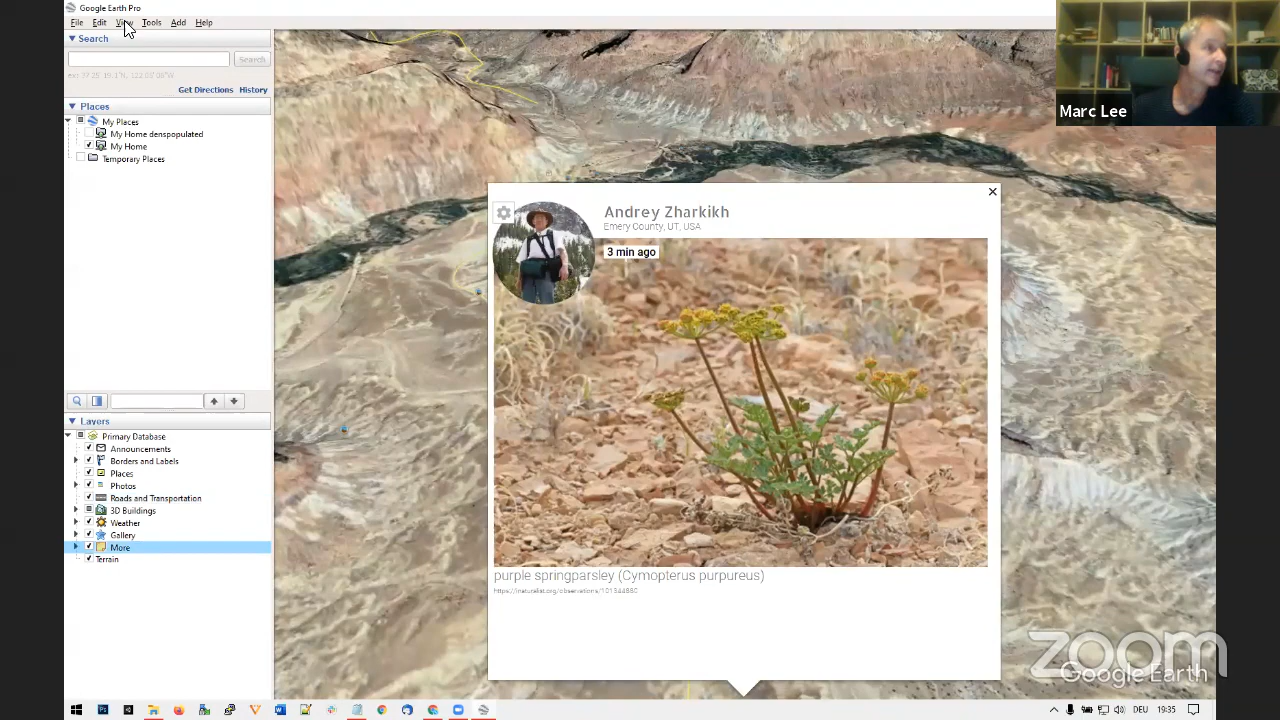 Google Earth Pro
File Edit View Tools Add Help
Search
Search
Get Directions History
Places
My Places
My Home denspopulated
My Home
Temporary Places
Layers
Primary Database
Announcements
Borders and Labels
Places
Photos
Roads and Transportation
3D Buildings
Weather
Gallery
More
Terrain
Andrey Zharkikh
Emery County, UT, USA
3 min ago
purple springparsley (Cymopterus purpureus)
Marc Lee
zoom
Google Earth
DEU 19:35